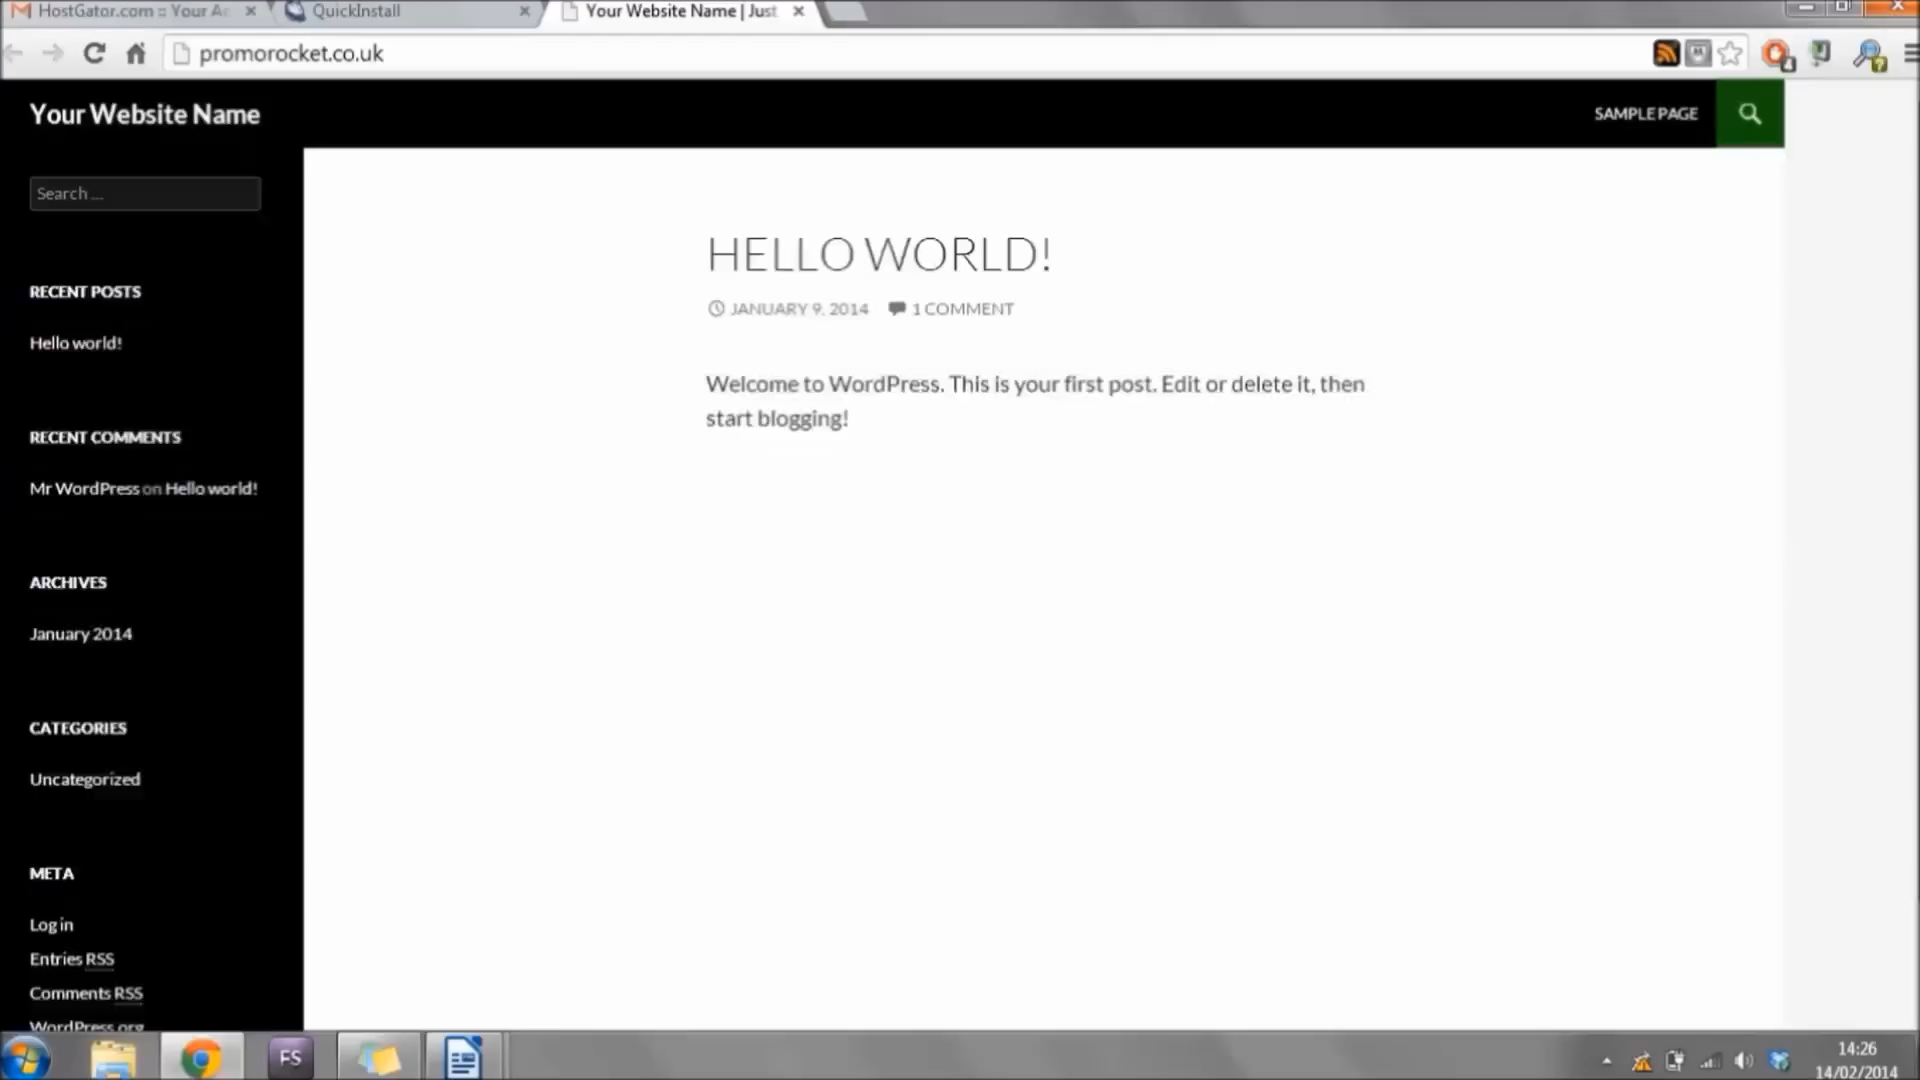 HostGator.com :: Your Ac
QuickInstall
Your Website Name | Just
promorocket.co.uk
Your Website Name
SAMPLE PAGE
Search ...
HELLO WORLD!
JANUARY 9, 2014
1 COMMENT
Welcome to WordPress. This is your first post. Edit or delete it, then
start blogging!
RECENT POSTS
Hello world!
RECENT COMMENTS
Mr WordPress on Hello world!
ARCHIVES
January 2014
CATEGORIES
Uncategorized
META
Log in
Entries RSS
Comments RSS
WordPress.org
FS
14:26
14/02/2014